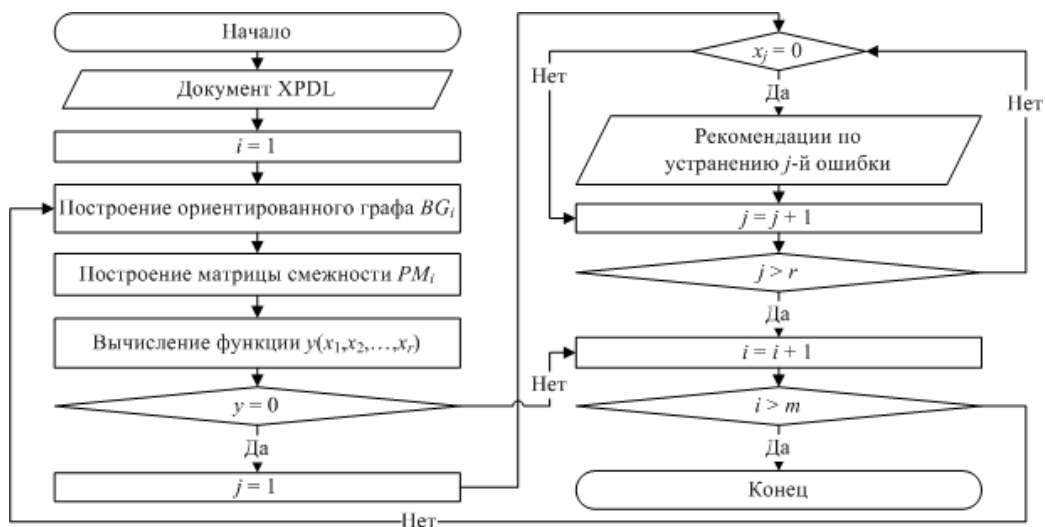 Начало
Документ XPDL
i = 1
Построение ориентированного графа BGᵢ
Построение матрицы смежности PMᵢ
Вычисление функции y(x₁,x₂,…,xᵣ)
y = 0
Нет
Да
j = 1
xⱼ = 0
Нет
Да
Нет
Рекомендации по
устранению j-й ошибки
j = j + 1
j > r
Да
i = i + 1
i > m
Да
Конец
Нет